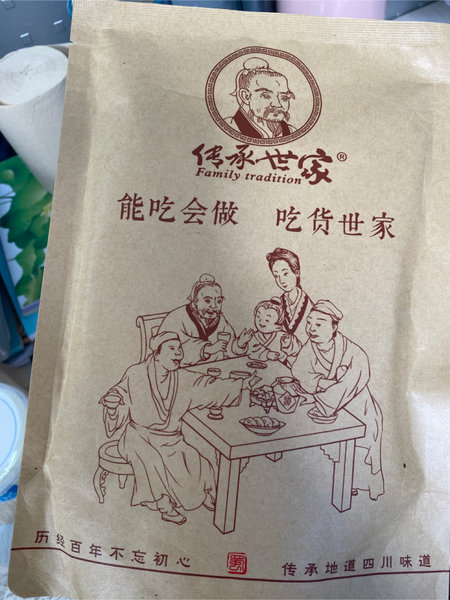 传承世家®
Family tradition
能吃会做 吃货世家
历经百年不忘初心 蜀 传承地道四川味道